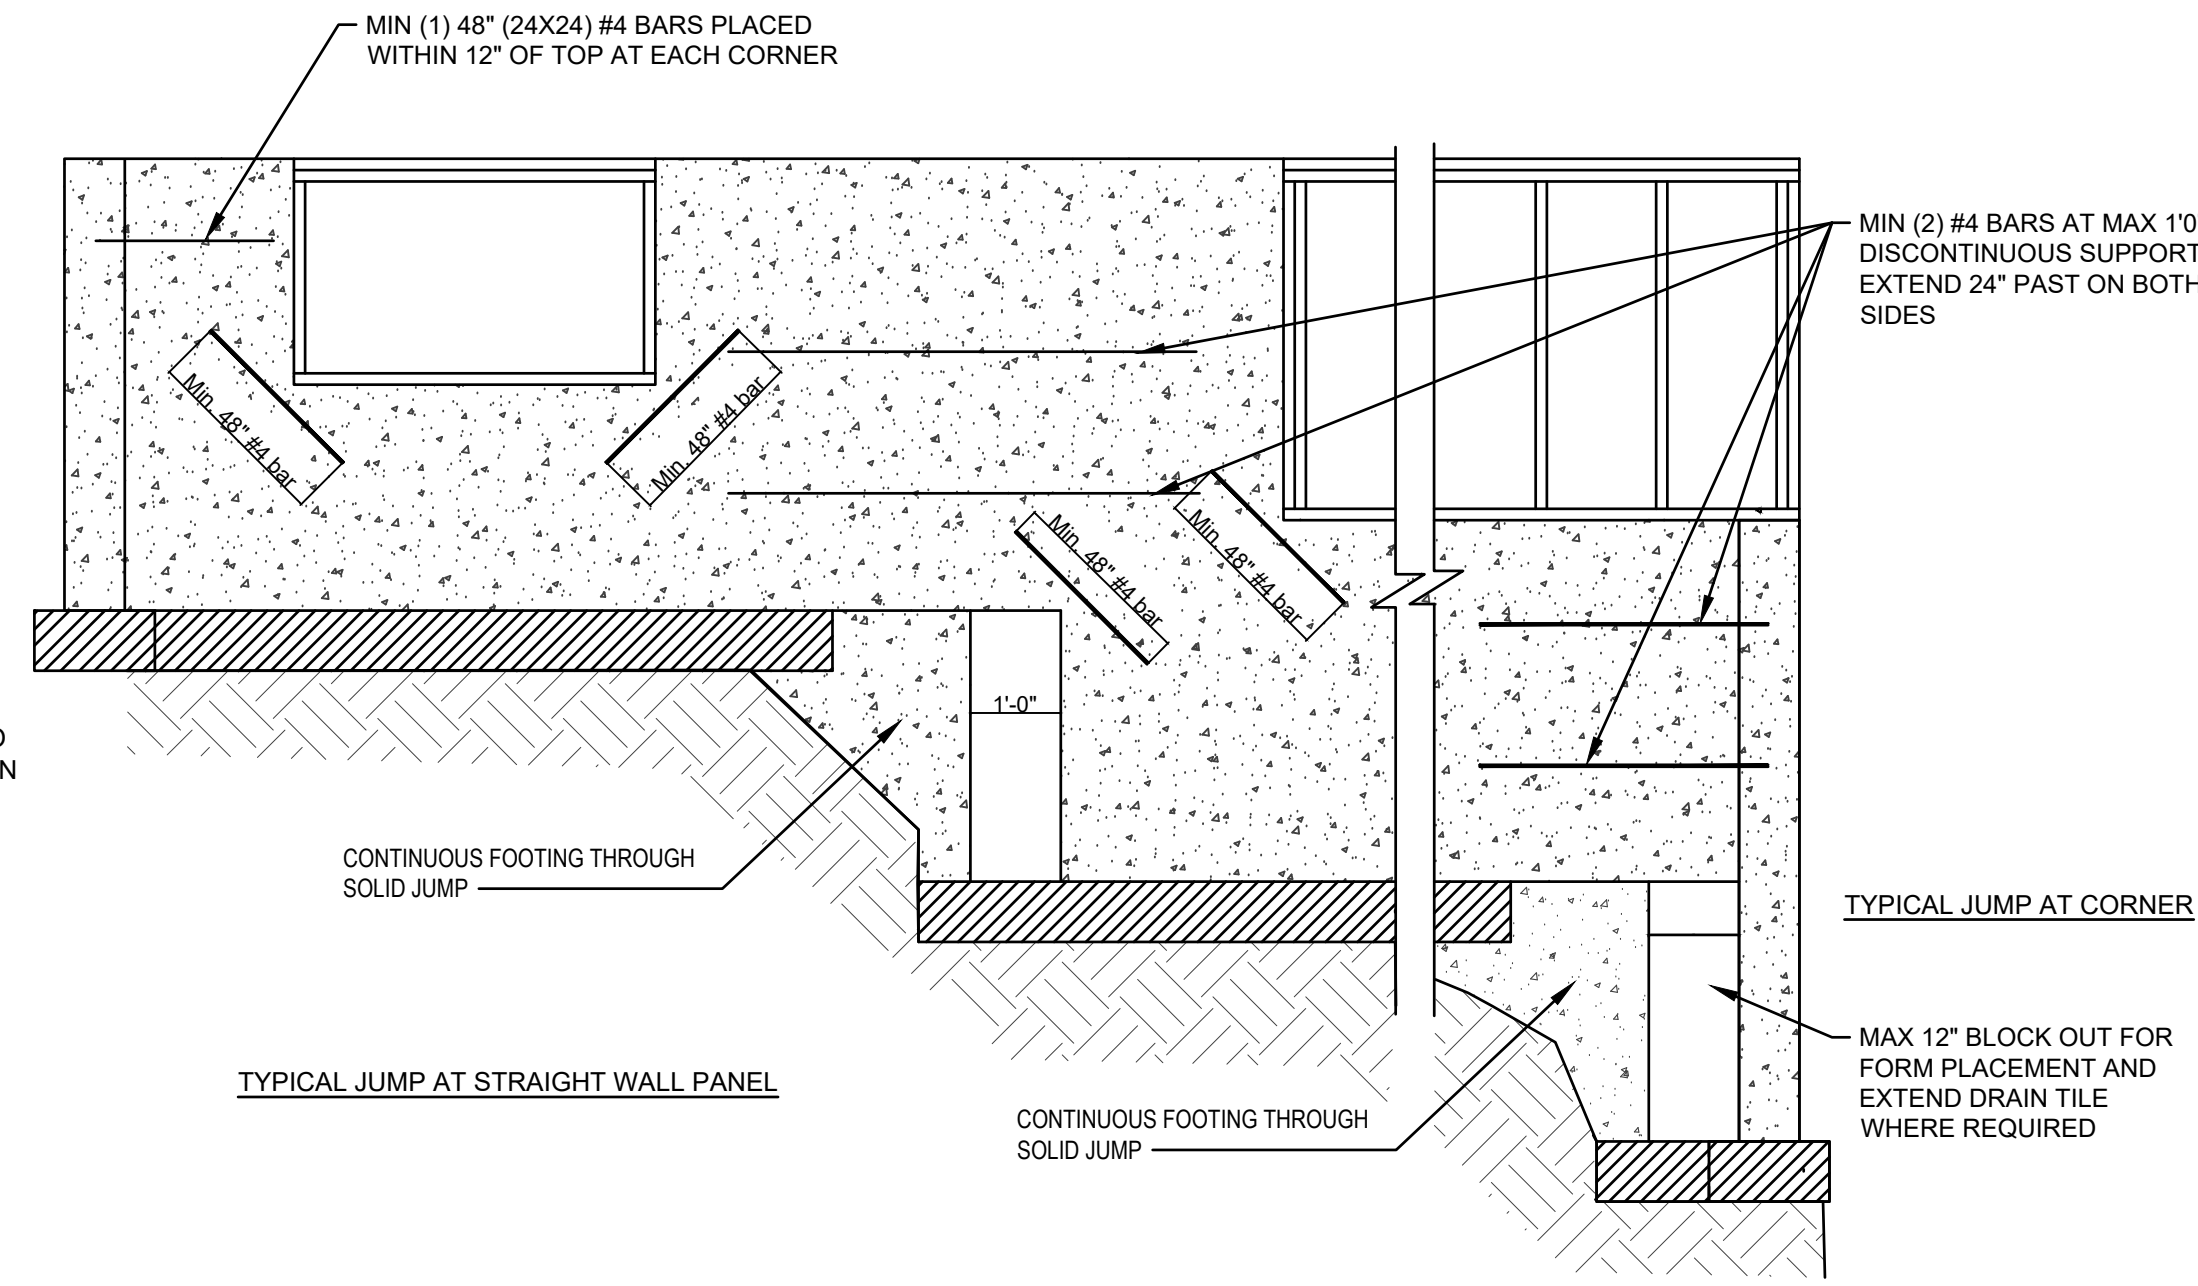 MIN (1) 48" (24X24) #4 BARS PLACED
WITHIN 12" OF TOP AT EACH CORNER
MIN (2) #4 BARS AT MAX 1'0
DISCONTINUOUS SUPPORT
EXTEND 24" PAST ON BOTH
SIDES
Min. 48" #4 bar
Min. 48" #4 bar
Min. 48" #4 bar
Min. 48" #4 bar
1'-0"
N
CONTINUOUS FOOTING THROUGH
SOLID JUMP
TYPICAL JUMP AT CORNER
TYPICAL JUMP AT STRAIGHT WALL PANEL
MAX 12" BLOCK OUT FOR
FORM PLACEMENT AND
EXTEND DRAIN TILE
WHERE REQUIRED
CONTINUOUS FOOTING THROUGH
SOLID JUMP